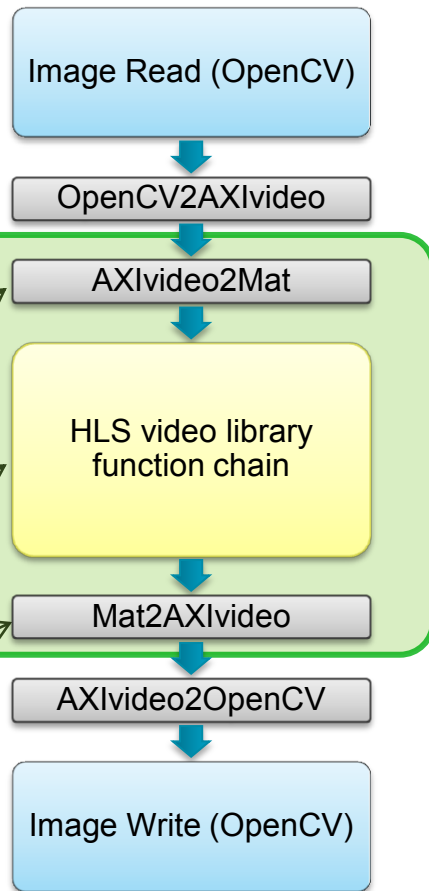 Image Read (OpenCV)
OpenCV2AXIvideo
AXIvideo2Mat
HLS video library
function chain
Mat2AXIvideo
AXIvideo2OpenCV
Image Write (OpenCV)